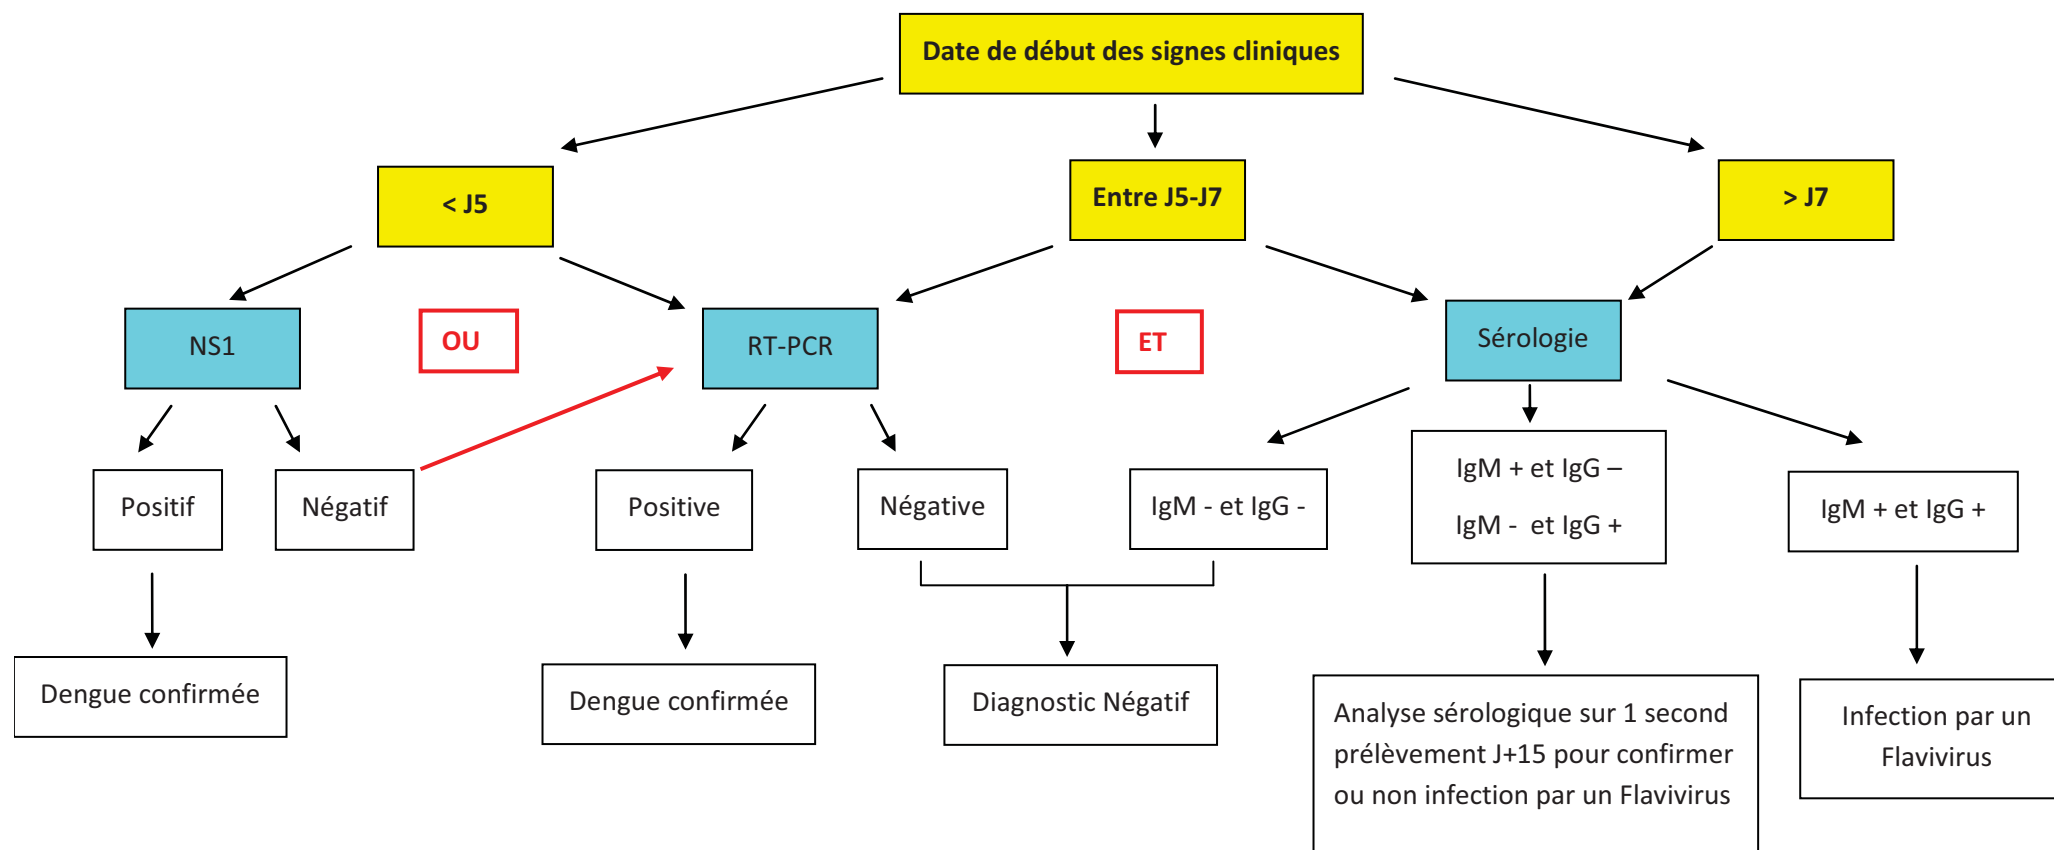 Date de début des signes cliniques
< J5
Entre J5-J7
> J7
NS1
OU
RT-PCR
ET
Sérologie
Positif
Négatif
Positive
Négative
IgM - et IgG -
IgM + et IgG –
IgM - et IgG +
IgM + et IgG +
Dengue confirmée
Dengue confirmée
Diagnostic Négatif
Analyse sérologique sur 1 second
prélèvement J+15 pour confirmer
ou non infection par un Flavivirus
Infection par un
Flavivirus